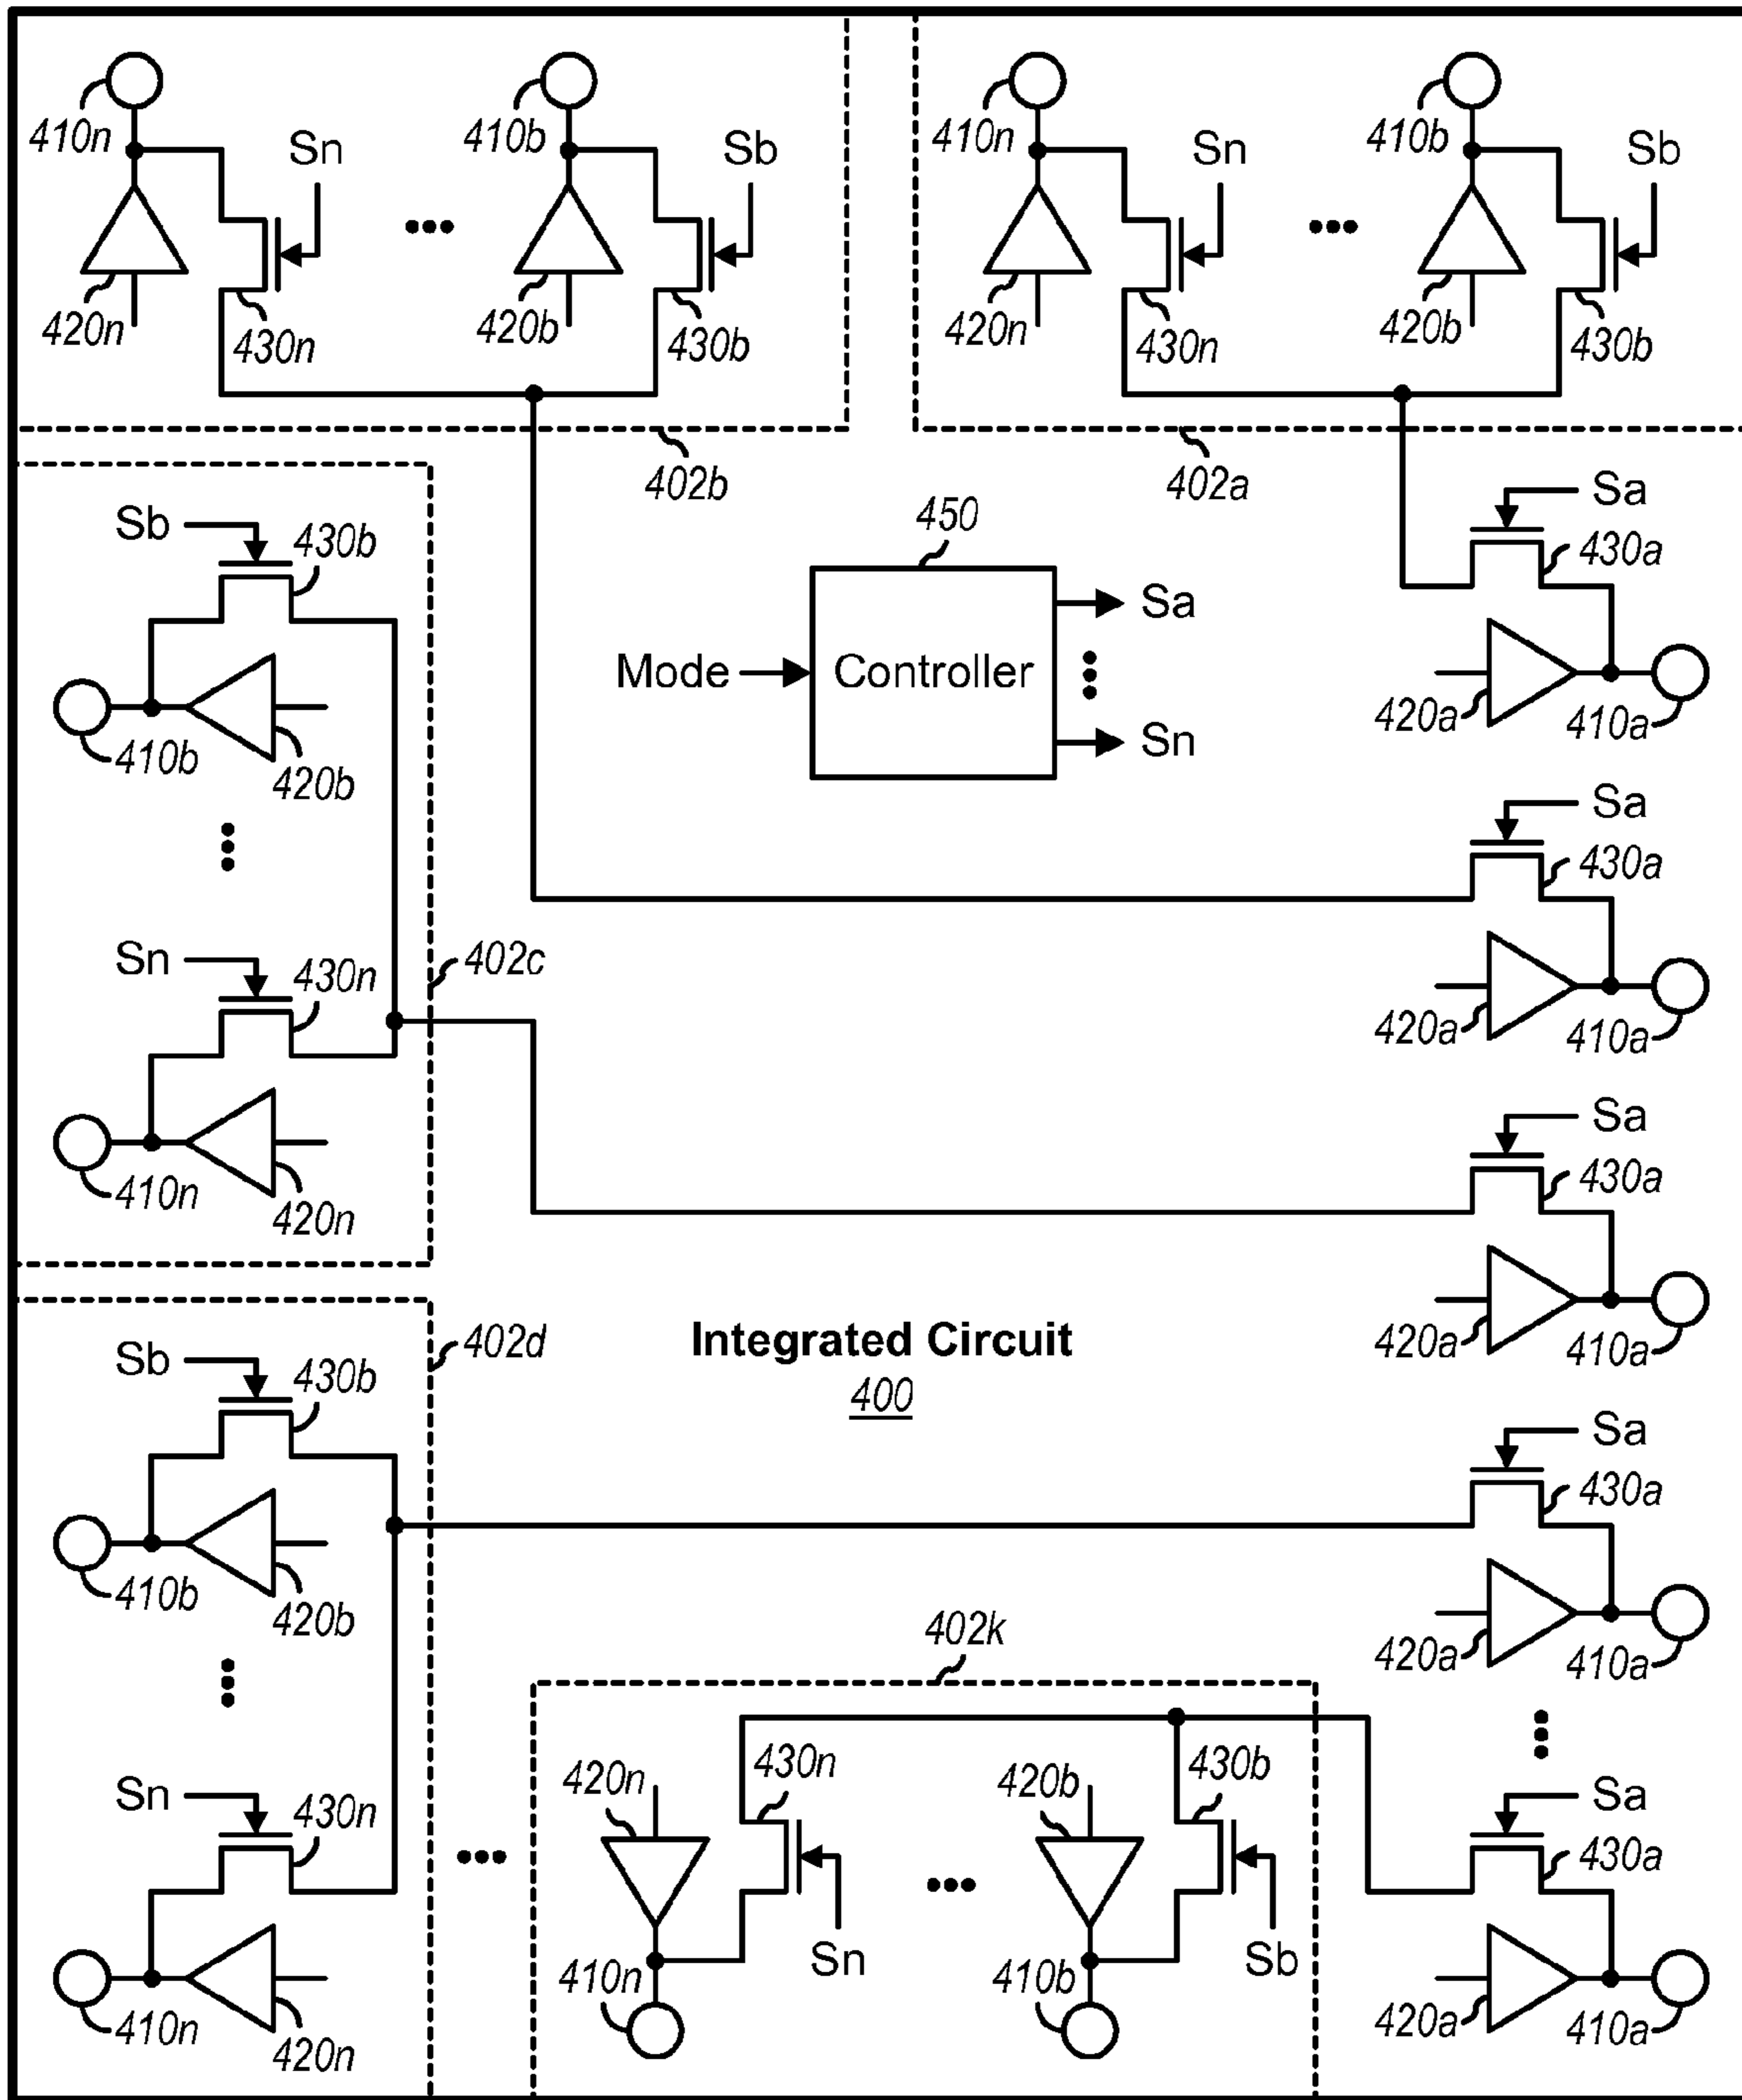 410n
Sn
420n
430n
410b
Sb
420b
430b
410n
Sn
420n
430n
410b
Sb
420b
430b
402b
402a
Sb
430b
410b
420b
Sn
430n
402c
410n
420n
450
Mode
Controller
Sa
Sn
Sa
430a
420a
410a
Sa
430a
420a
410a
Sa
430a
420a
410a
Integrated Circuit
400
Sb
430b
402d
410b
420b
Sn
430n
410n
420n
Sa
430a
420a
410a
402k
420n
430n
420b
430b
Sn
Sb
410n
410b
Sa
430a
420a
410a